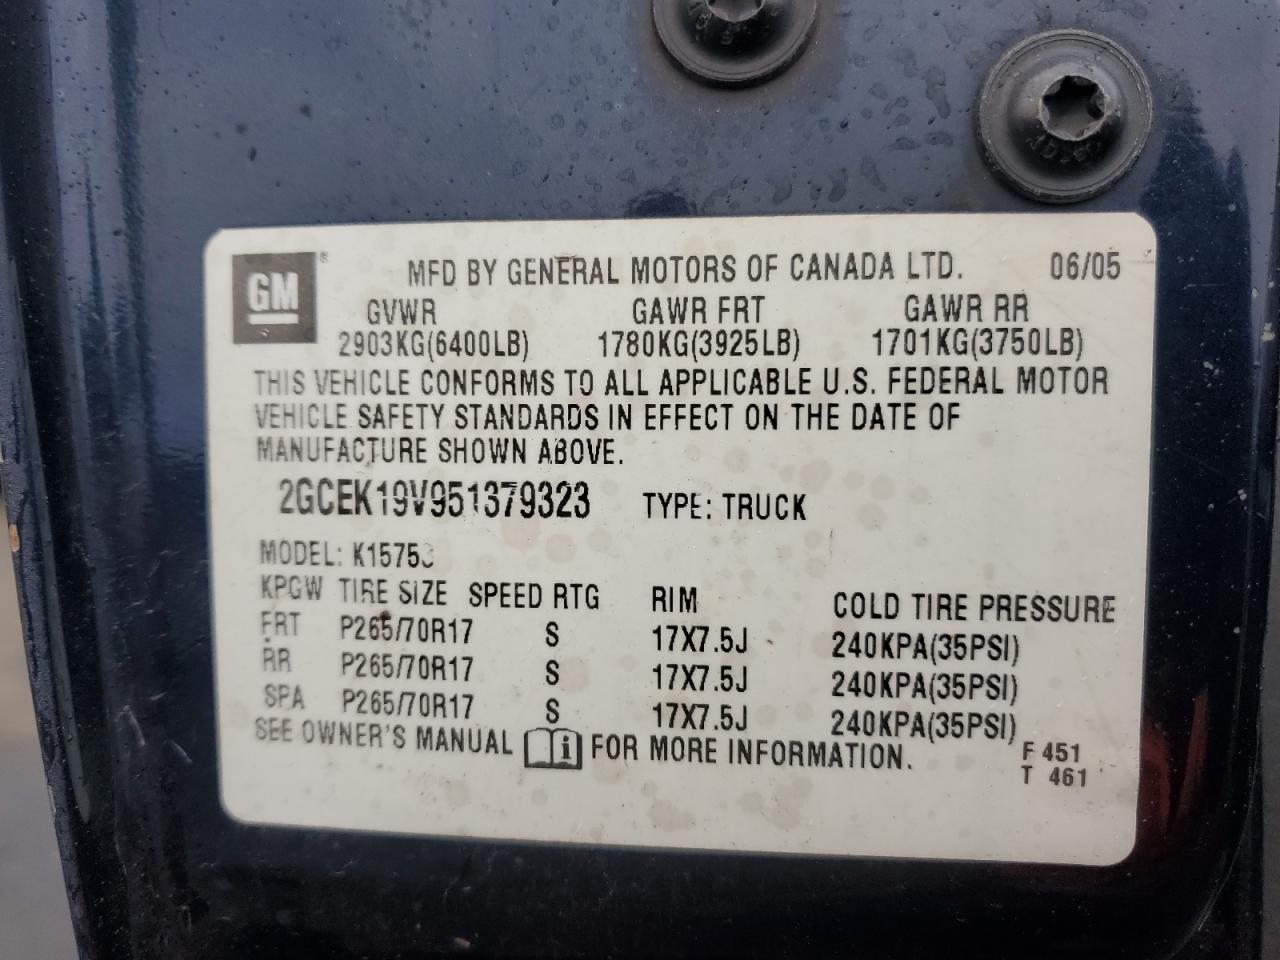 GM ® MFD BY GENERAL MOTORS OF CANADA LTD. 06/05
GVWR GAWR FRT GAWR RR
2903KG(6400LB) 1780KG(3925LB) 1701KG(3750LB)
THIS VEHICLE CONFORMS TO ALL APPLICABLE U.S. FEDERAL MOTOR
VEHICLE SAFETY STANDARDS IN EFFECT ON THE DATE OF
MANUFACTURE SHOWN ABOVE.
2GCEK19V951379323 TYPE: TRUCK
MODEL: K15753
KPGW TIRE SIZE SPEED RTG RIM COLD TIRE PRESSURE
FRT P265/70R17 S 17X7.5J 240KPA(35PSI)
RR P265/70R17 S 17X7.5J 240KPA(35PSI)
SPA P265/70R17 S 17X7.5J 240KPA(35PSI)
SEE OWNER'S MANUAL i FOR MORE INFORMATION.
F 451
T 461